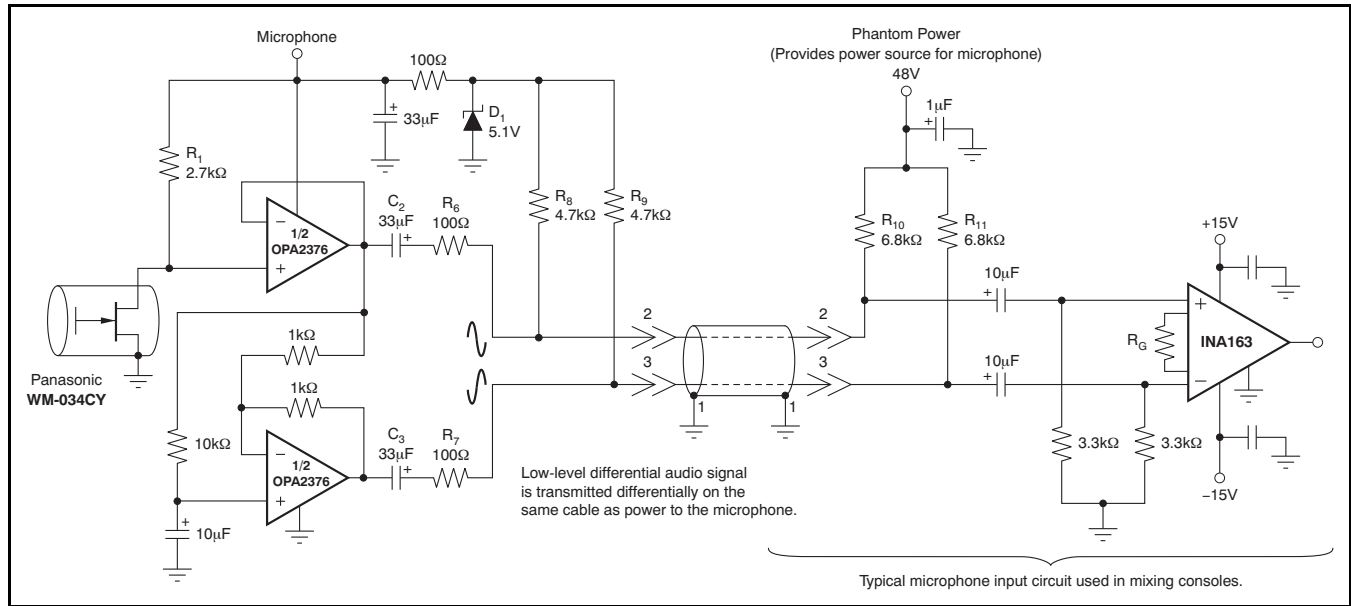 Microphone
100Ω
+
33μF
D1
5.1V
R1
2.7kΩ
−
1/2
OPA2376
+
C2
33μF
+
R6
100Ω
R8
4.7kΩ
R9
4.7kΩ
Phantom Power
(Provides power source for microphone)
48V
1μF
+
R10
6.8kΩ
R11
6.8kΩ
+15V
10μF
+
10μF
+
RG
+
INA163
−
3.3kΩ
3.3kΩ
−15V
2
2
3
3
1
1
Panasonic
WM-034CY
1kΩ
1kΩ
10kΩ
−
1/2
OPA2376
+
C3
33μF
+
R7
100Ω
+
10μF
Low-level differential audio signal
is transmitted differentially on the
same cable as power to the microphone.
Typical microphone input circuit used in mixing consoles.